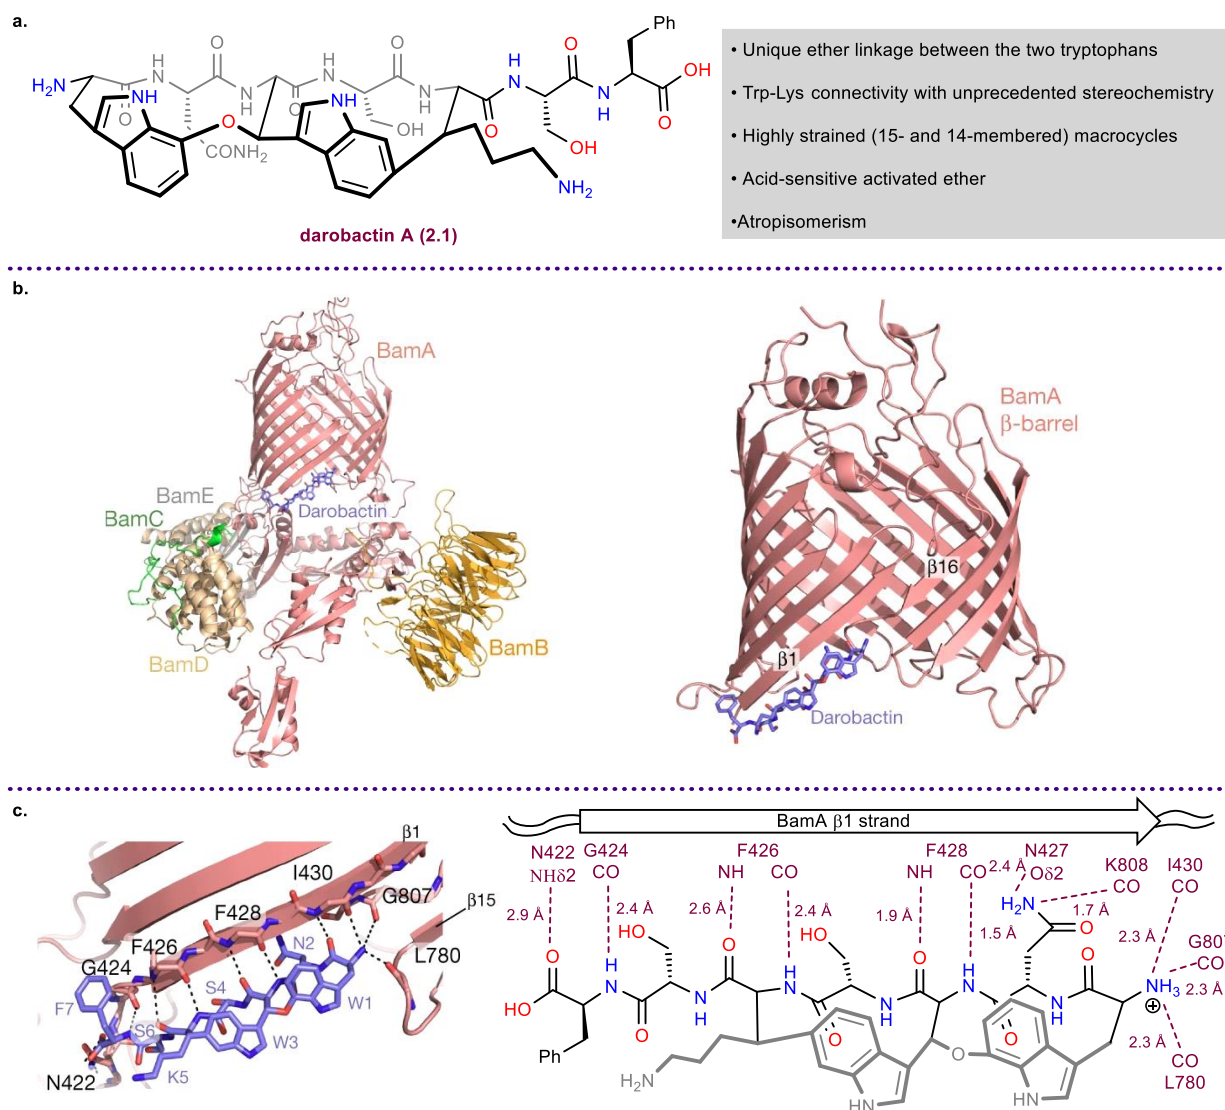 a.
Ph
H2N
O
H
N
O
N
H
O
H
N
O
N
H
O
H
N
O
N
H
O
OH
NH
O
O
CONH2
O
NH
OH
O
OH
NH2
darobactin A (2.1)
• Unique ether linkage between the two tryptophans
• Trp-Lys connectivity with unprecedented stereochemistry
• Highly strained (15- and 14-membered) macrocycles
• Acid-sensitive activated ether
•Atropisomerism
b.
BamA
BamE
BamC
Darobactin
BamD
BamB
BamA
β-barrel
β16
β1
Darobactin
c.
β1
I430
G807
β15
F428
F426
N2
L780
G424
S4
F7
S6
W1
W3
N422
K5
BamA β1 strand
N422
NHδ2
G424
CO
F426
NH
CO
F428
NH
CO
N427
Oδ2
K808
CO
I430
CO
G807
CO
2.9 Å
2.4 Å
2.6 Å
2.4 Å
1.9 Å
2.4 Å
1.5 Å
1.7 Å
2.3 Å
2.3 Å
2.3 Å
CO
L780
O
HO
H
N
O
HO
O
N
H
O
H
N
O
HO
N
H
O
H
N
O
H2N
O
N
H
O
NH3
⊕
Ph
H2N
HN
O
HN